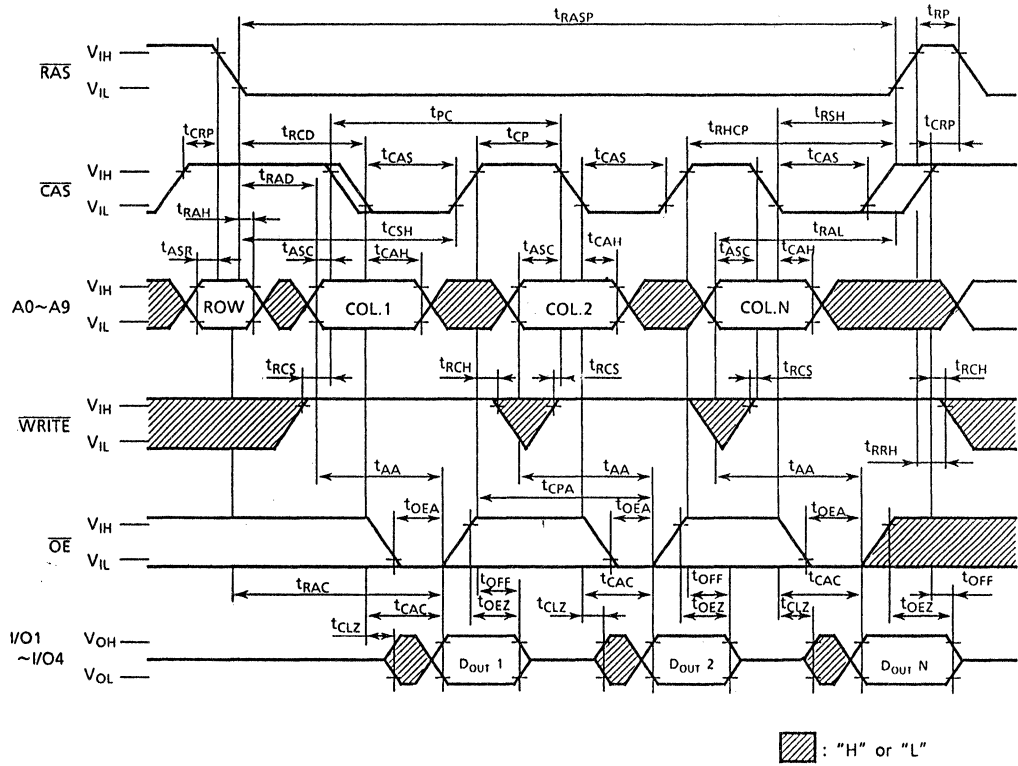 tRASP tRP
RAS VIH
VIL
tPC tRSH
tCRP tRCD tCP tRHCP tCRP
tCAS tCAS tCAS
CAS VIH
VIL
tRAD
tRAH tCSH tRAL
tASR tASC tCAH tASC tCAH tASC tCAH
A0~A9 VIH
VIL
ROW COL.1 COL.2 COL.N
tRCS tRCH tRCS tRCS tRCH
WRITE VIH
VIL
tRRH
tAA tAA tAA
tCPA
tOEA tOEA tOEA
OE VIH
VIL
tRAC tOFF tCAC tOFF tCAC tOFF
tCAC tOEZ tCLZ tOEZ tCLZ tOEZ
tCLZ
I/O1
~I/O4
VOH
VOL
DOUT 1 DOUT 2 DOUT N
: "H" or "L"